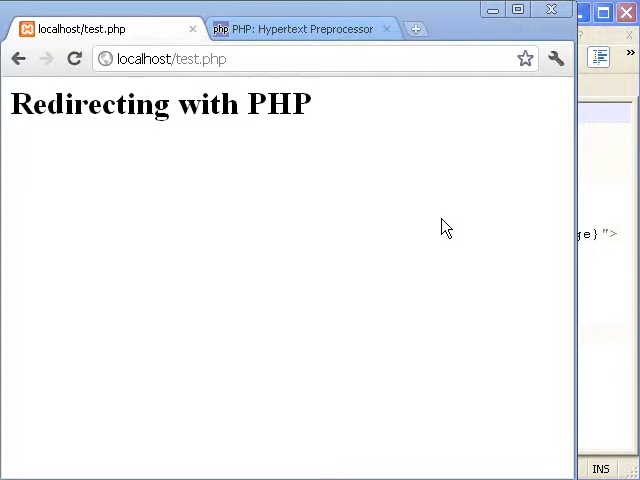 localhost/test.php
PHP: Hypertext Preprocessor
localhost/test.php
Redirecting with PHP
ge}">
INS